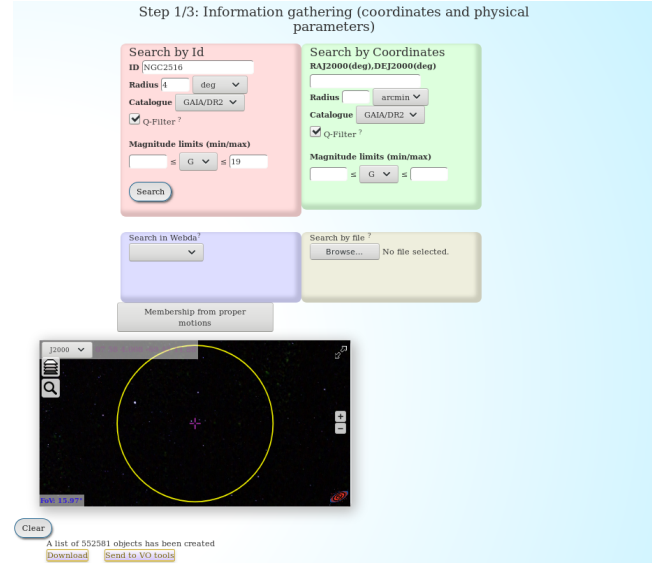 Step 1/3: Information gathering (coordinates and physical
parameters)
Search by Id
ID NGC2516
Radius 4 deg
Catalogue GAIA/DR2
Q-Filter ?
Magnitude limits (min/max)
≤ G ≤ 19
Search
Search by Coordinates
RAJ2000(deg),DEJ2000(deg)
Radius arcmin
Catalogue GAIA/DR2
Q-Filter ?
Magnitude limits (min/max)
≤ G ≤
Search in Webda?
Search by file ?
Browse... No file selected.
Membership from proper
motions
J2000
+
−
FoV: 15.97°
Clear
A list of 552581 objects has been created
Download Send to VO tools